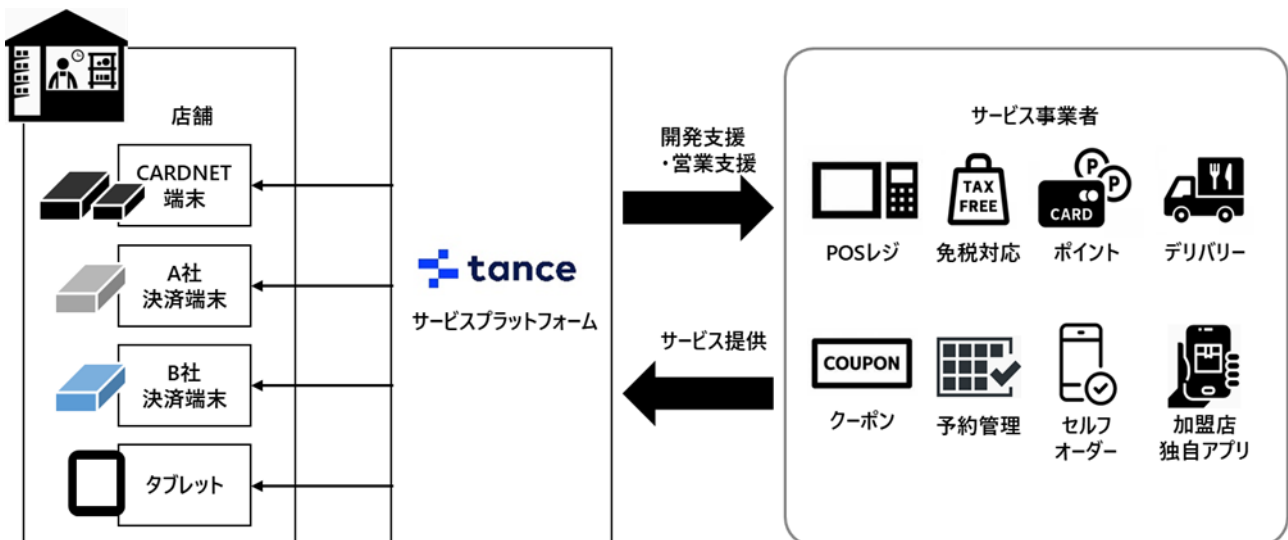 店舗
CARDNET
端末
A社
決済端末
B社
決済端末
タブレット
tance
サービスプラットフォーム
開発支援
・営業支援
サービス提供
サービス事業者
TAX
FREE
P
P
CARD
POSレジ
免税対応
ポイント
デリバリー
COUPON
クーポン
予約管理
セルフ
オーダー
加盟店
独自アプリ